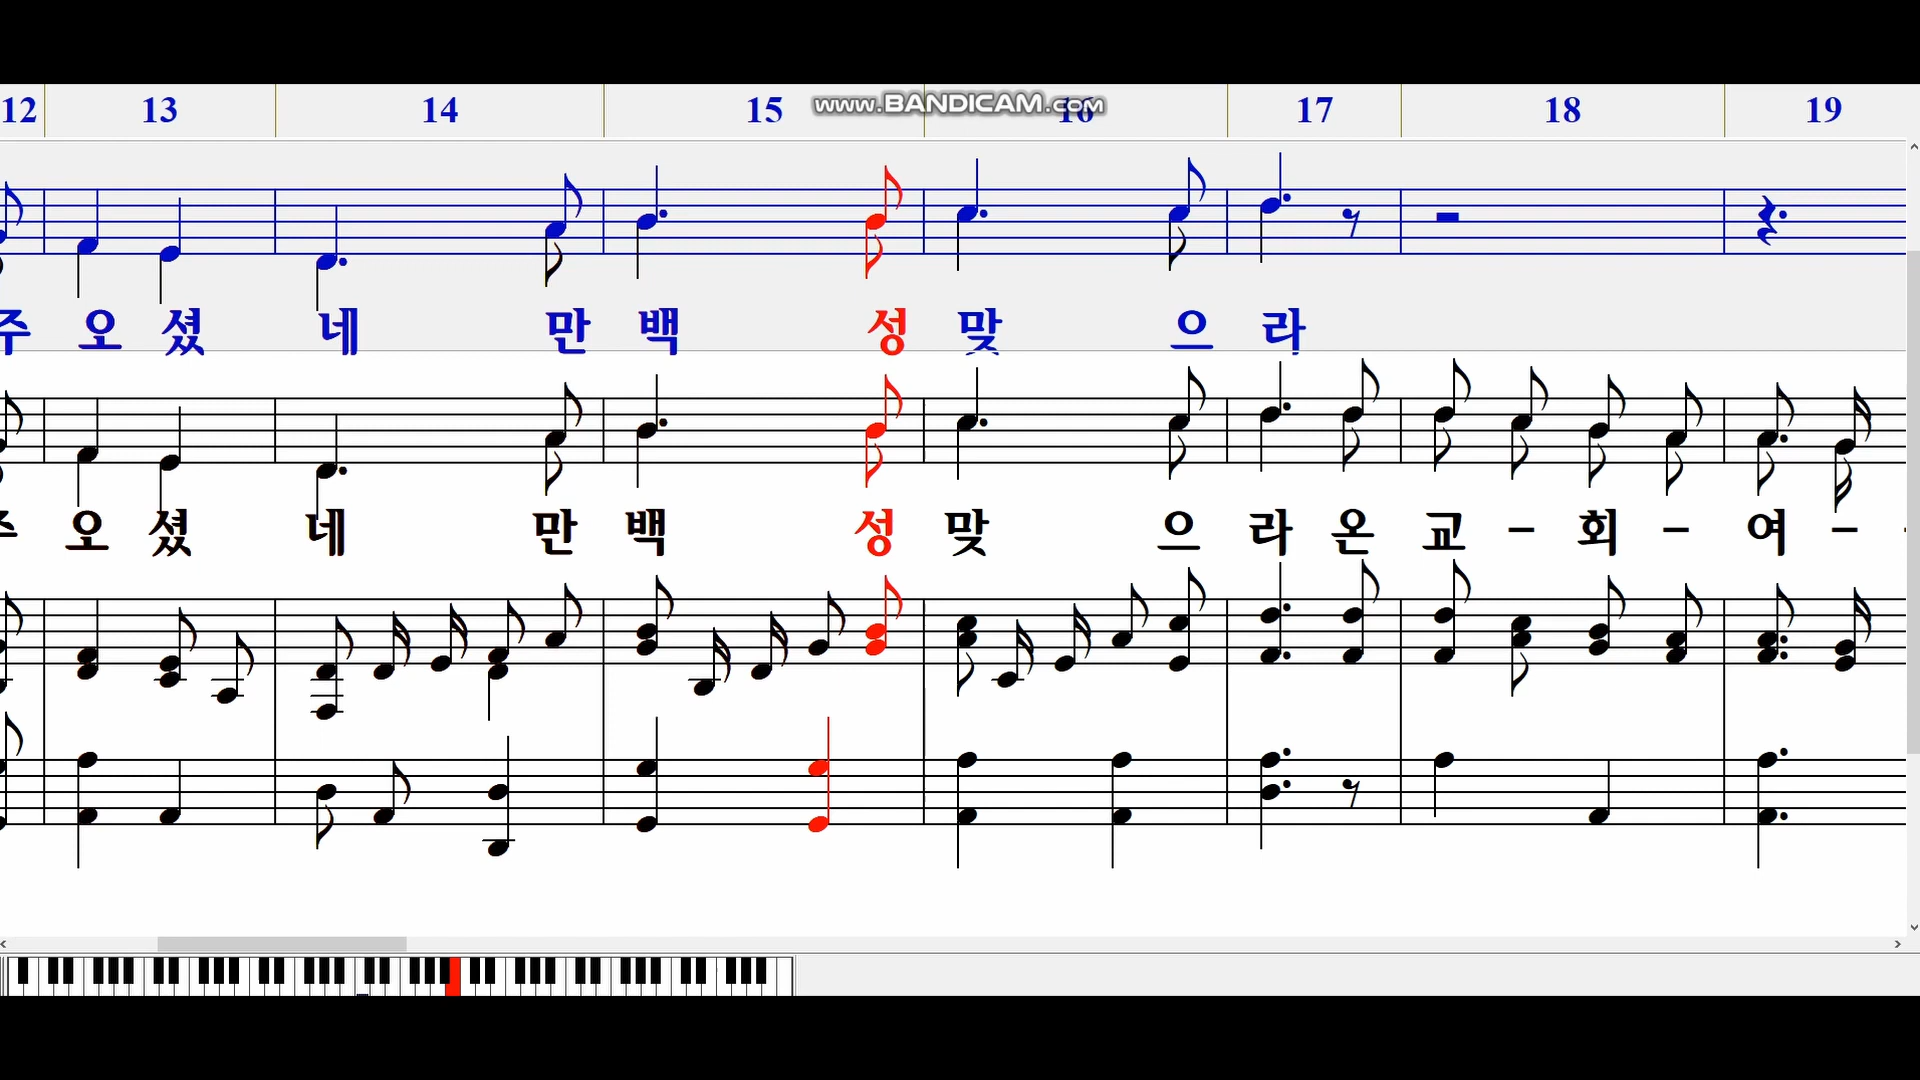 12 13 14 15 16 17 18 19
www.BANDICAM.com
주 오 셨 네 만 백 성 맞 으 라
오 셨 네 만 백 성 맞 으 라 온 교 - 회 - 여 -